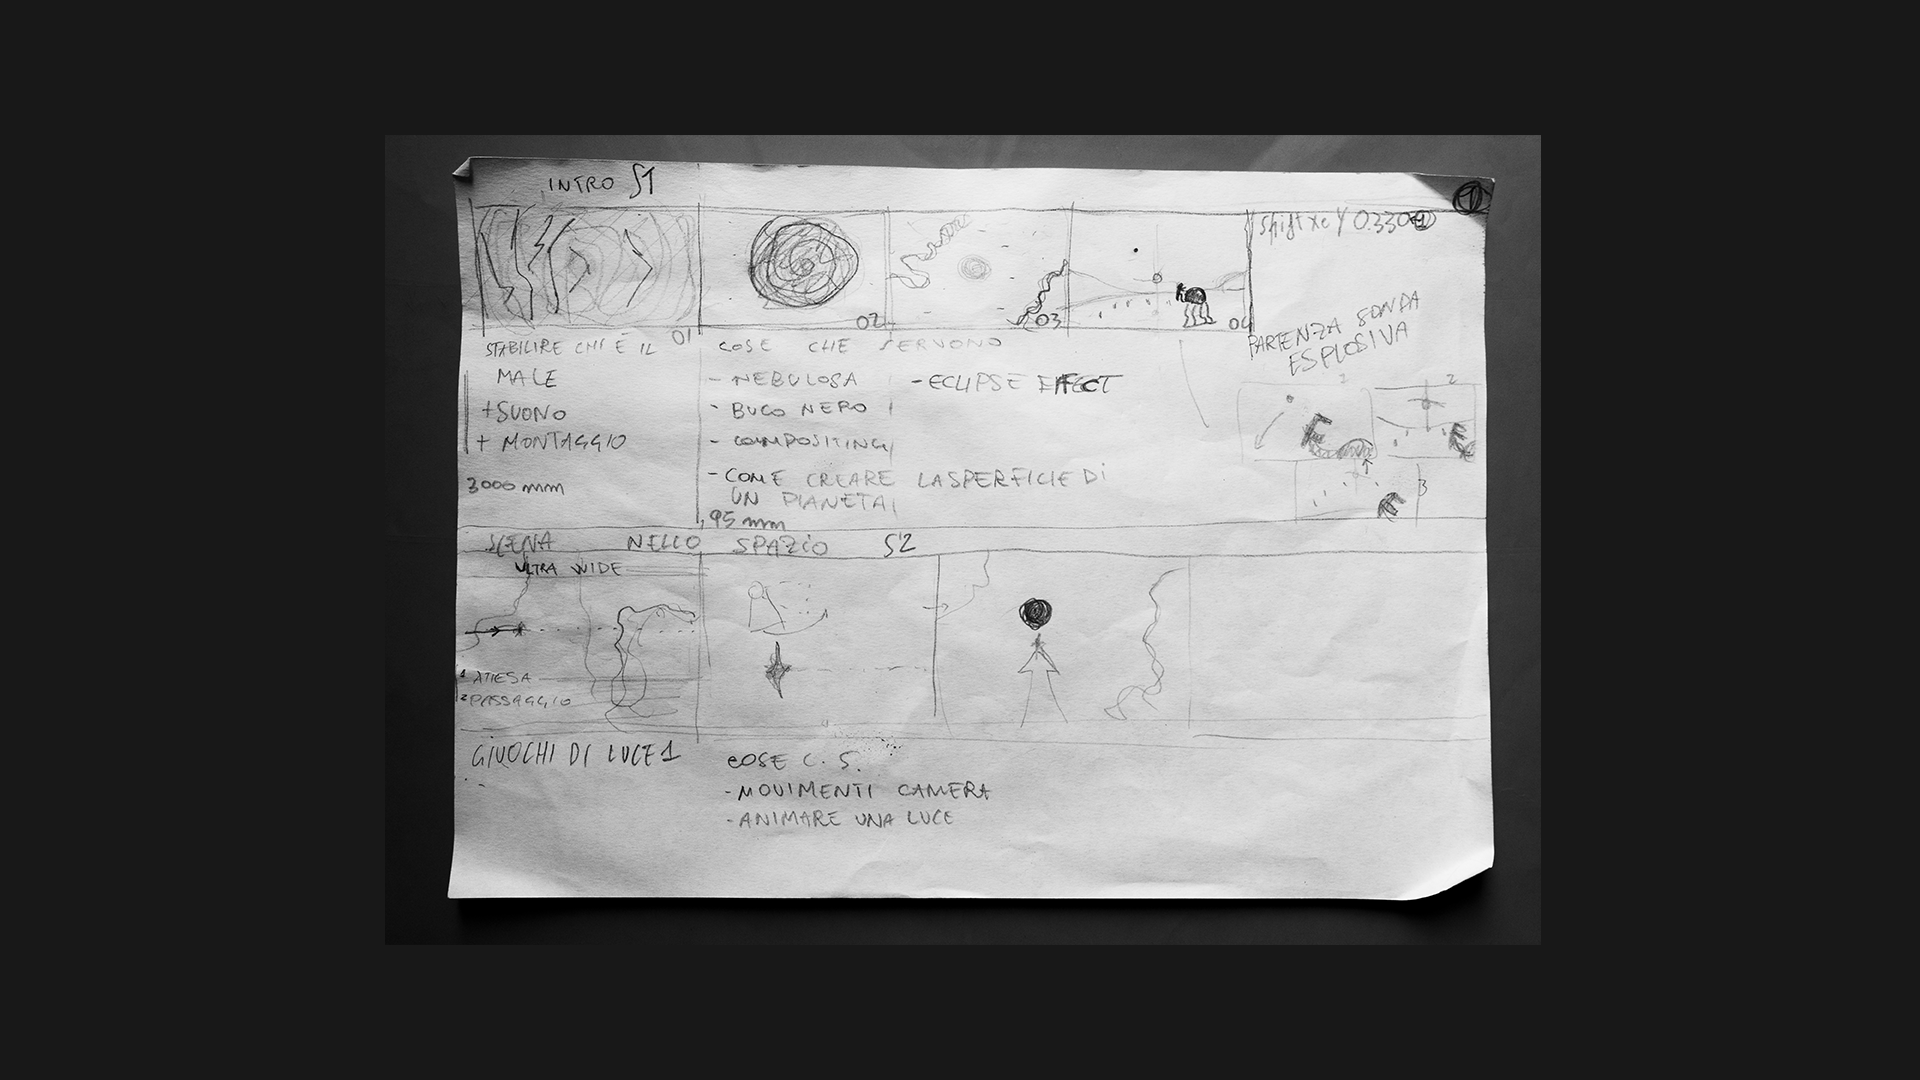 INTRO S1
1
Shift x e Y 0.330
01
02
03
04
STABILIRE CHI È IL
MALE
+ SUONO
+ MONTAGGIO
3000 mm
COSE CHE SERVONO
- NEBULOSA
- BUCO NERO
- COMPOSITING
- COME CREARE LA SPERFICIE DI
UN PIANETA
95 mm
- ECLIPSE EFFECT
PARTENZA SONDA
ESPLOSIVA
2
E
E
3
E
SCENA NELLO SPAZIO S2
ULTRA WIDE
1 ATTESA
2 PASSAGGIO
GIUOCHI DI LUCE 1
COSE C. S.
- MOVIMENTI CAMERA
- ANIMARE UNA LUCE